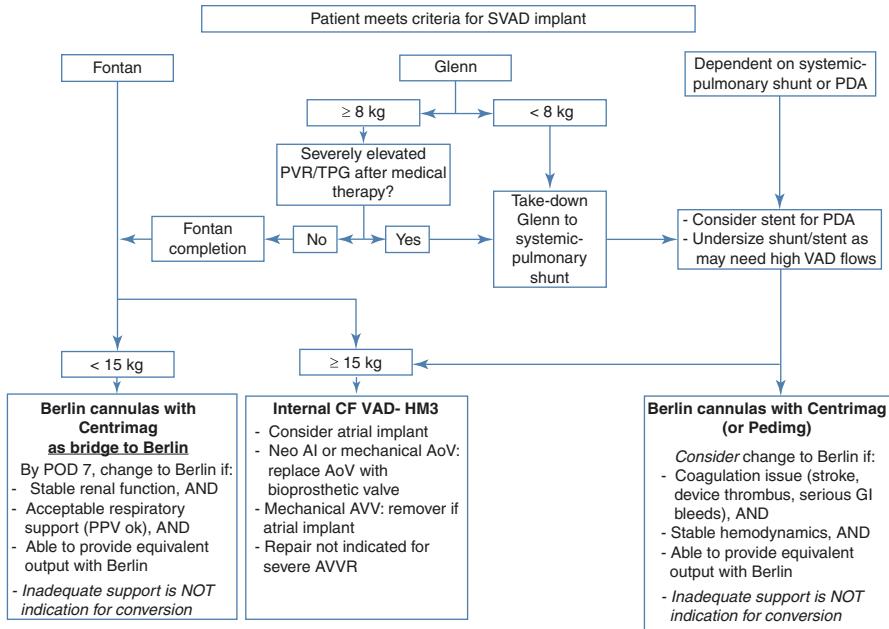 Patient meets criteria for SVAD implant
Fontan
Glenn
Dependent on systemic-
pulmonary shunt or PDA
≥ 8 kg
< 8 kg
Severely elevated
PVR/TPG after medical
therapy?
Fontan
completion
No
Yes
Take-down
Glenn to
systemic-
pulmonary
shunt
- Consider stent for PDA
- Undersize shunt/stent as
may need high VAD flows
< 15 kg
≥ 15 kg
Berlin cannulas with
Centrimag
as bridge to Berlin
By POD 7, change to Berlin if:
- Stable renal function, AND
- Acceptable respiratory
support (PPV ok), AND
- Able to provide equivalent
output with Berlin
- Inadequate support is NOT
indication for conversion
Internal CF VAD- HM3
- Consider atrial implant
- Neo AI or mechanical AoV:
replace AoV with
bioprosthetic valve
- Mechanical AVV: remover if
atrial implant
- Repair not indicated for
severe AVVR
Berlin cannulas with Centrimag
(or Pedimg)
Consider change to Berlin if:
- Coagulation issue (stroke,
device thrombus, serious GI
bleeds), AND
- Stable hemodynamics, AND
- Able to provide equivalent
output with Berlin
- Inadequate support is NOT
indication for conversion